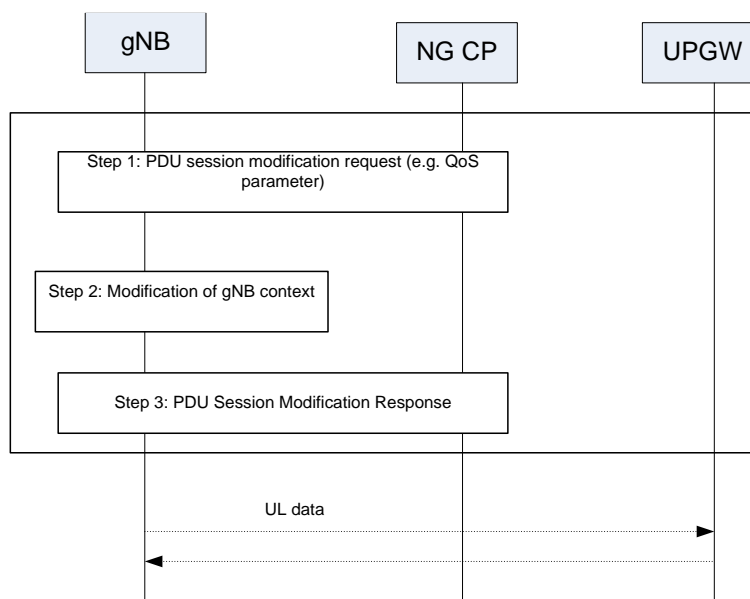 gNB
NG CP
UPGW
Step 1: PDU session modification request (e.g. QoS
parameter)
Step 2: Modification of gNB context
Step 3: PDU Session Modification Response
UL data